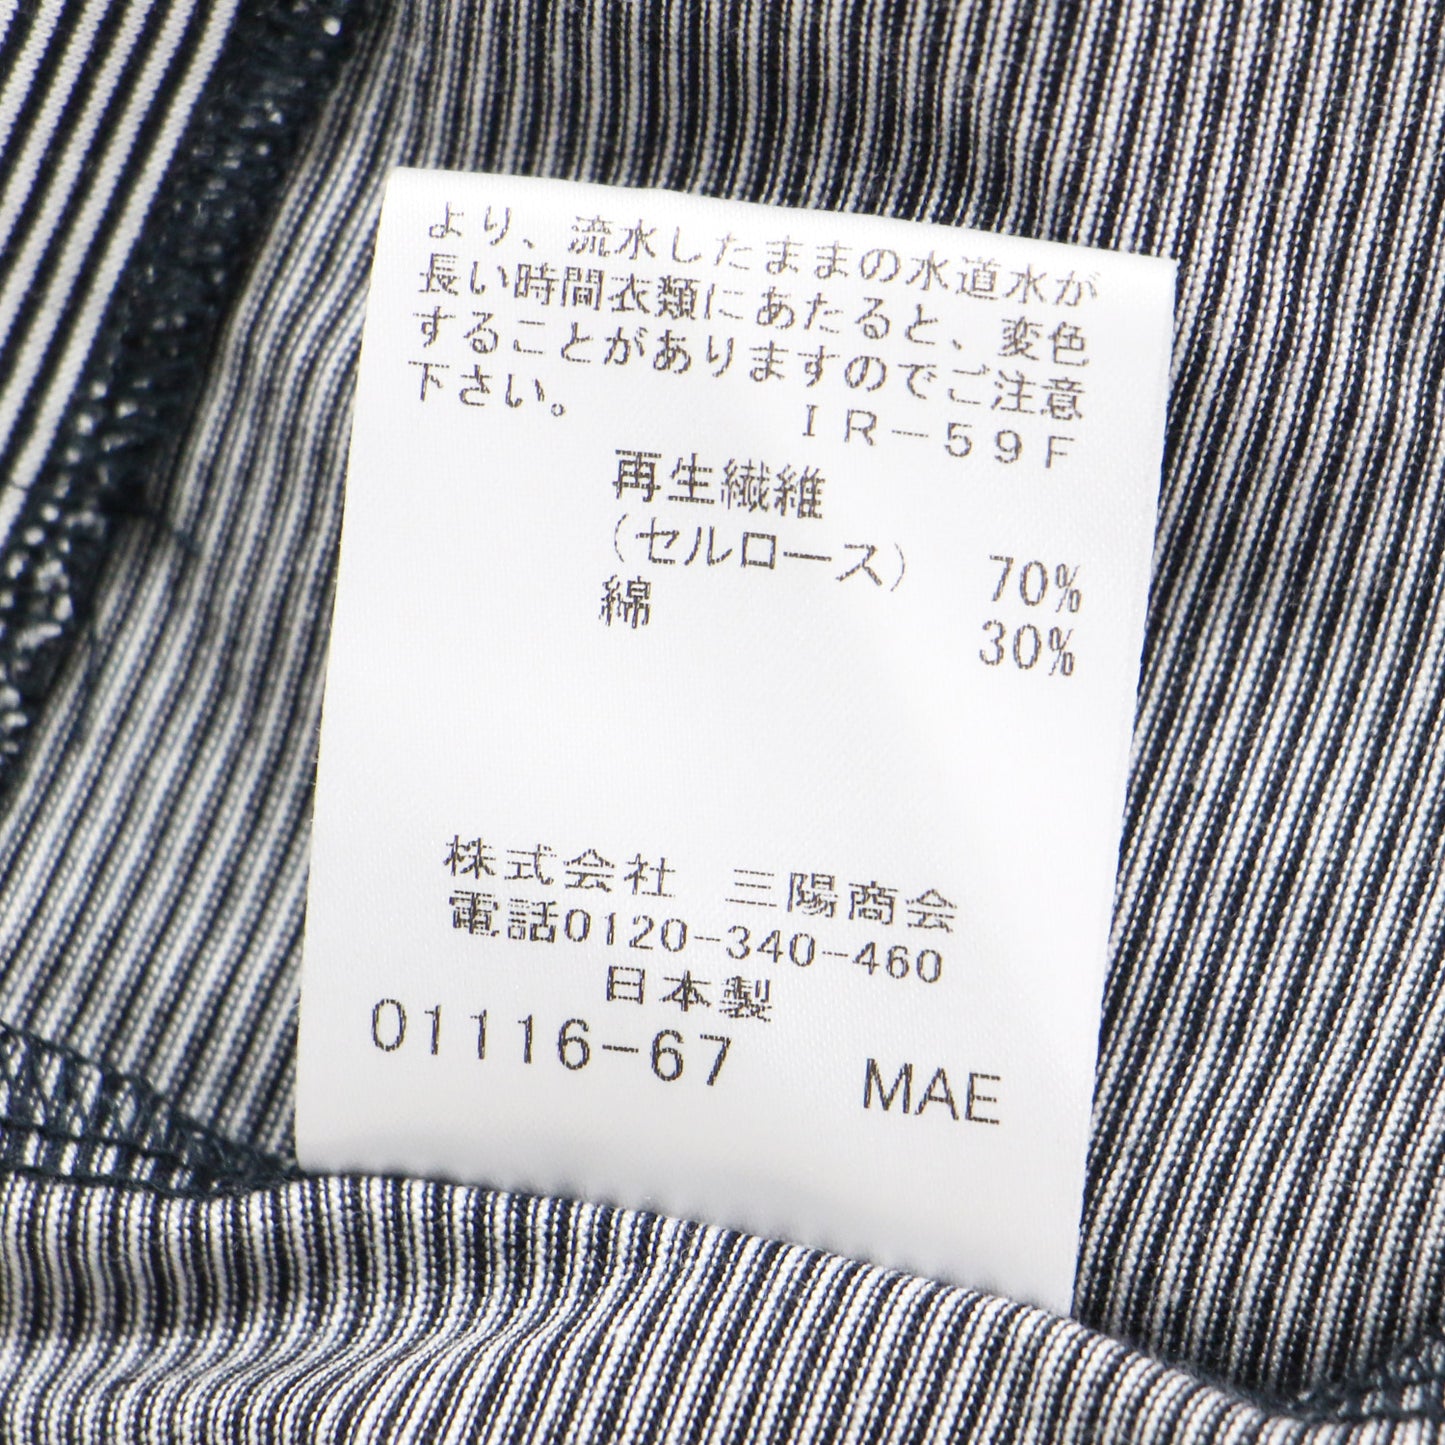 より、流水したままの水道水が
長い時間衣類にあたると、変色
することがありますのでご注意
下さい。 IR-59F
再生繊維
(セルロース) 70%
綿 30%
株式会社 三陽商会
電話0120-340-460
日本製
01116-67 MAE